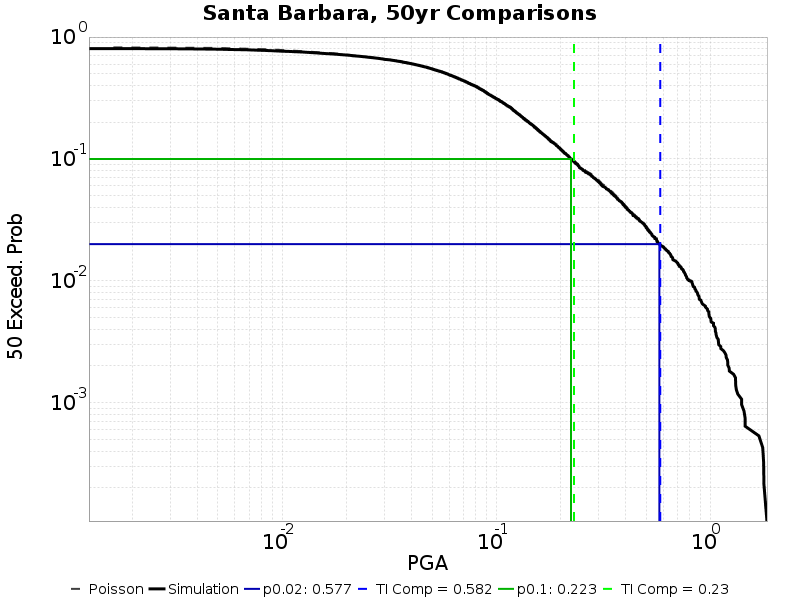 Santa Barbara, 50yr Comparisons
10^0
10^-1
10^-2
10^-3
50 Exceed. Prob
10^-2 10^-1 10^0
PGA
Poisson Simulation p0.02: 0.577 TI Comp = 0.582 p0.1: 0.223 TI Comp = 0.23